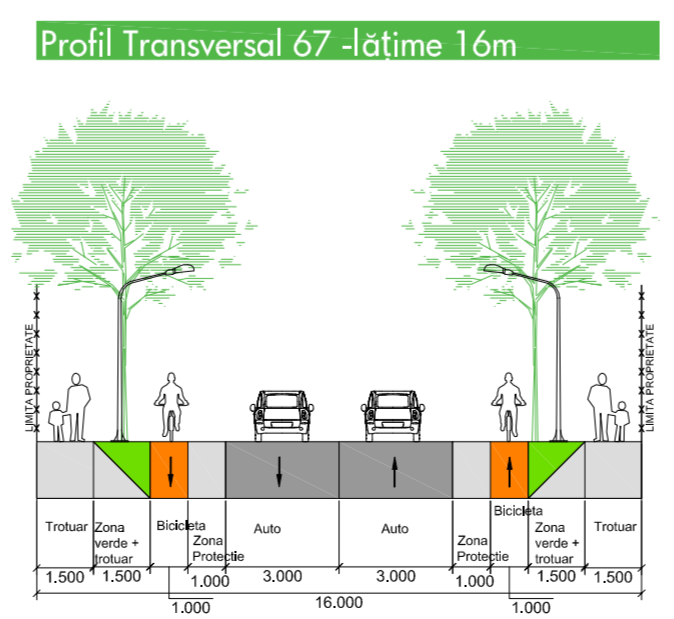 Profil Transversal 67 -lățime 16m
LIMITA PROPRIETATE
LIMITA PROPRIETATE
Trotuar
Zona
verde +
trotuar
Bicicleta
Zona
Protectie
Auto
Auto
Zona
Protectie
Bicicleta
Zona
verde +
trotuar
Trotuar
1.500
1.500
1.000
3.000
3.000
1.000
1.500
1.500
16.000
1.000
1.000